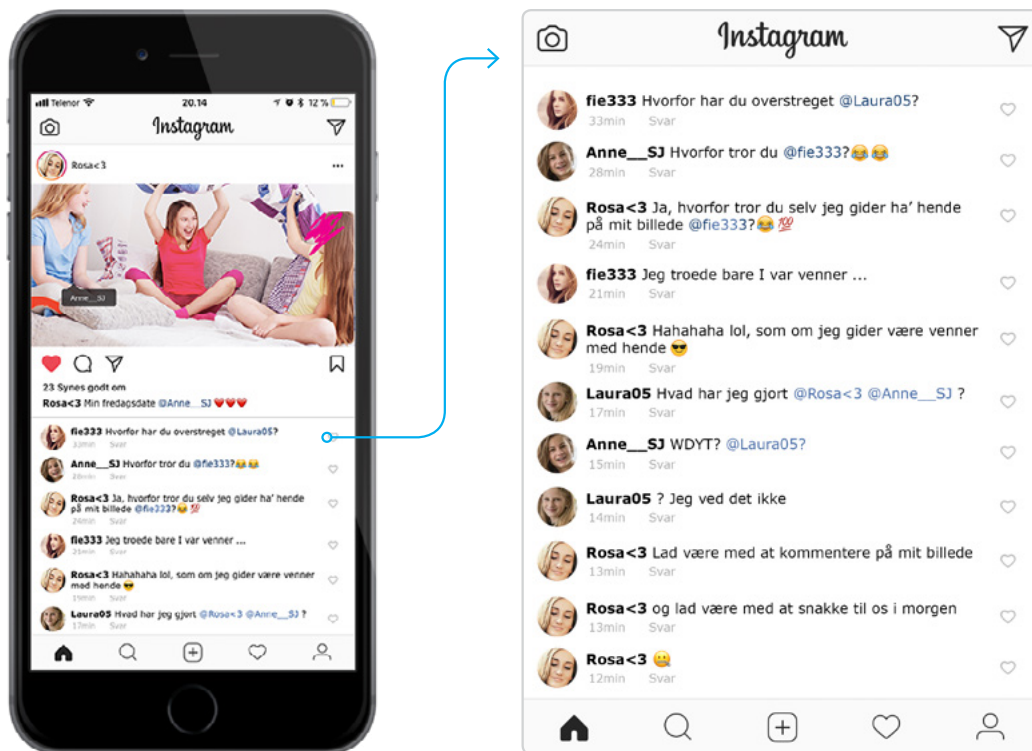 Telenor 20.14 12 %
Instagram
Rosa<3
Anne__SJ
23 Synes godt om
Rosa<3 Min fredagsdate @Anne__SJ ❤️❤️❤️
fie333 Hvorfor har du overstreget @Laura05?
33min Svar
Anne__SJ Hvorfor tror du @fie333?😂😂
28min Svar
Rosa<3 Ja, hvorfor tror du selv jeg gider ha' hende
på mit billede @fie333?😂💯
24min Svar
fie333 Jeg troede bare I var venner ...
21min Svar
Rosa<3 Hahahaha lol, som om jeg gider være venner
med hende 😎
19min Svar
Laura05 Hvad har jeg gjort @Rosa<3 @Anne__SJ ?
17min Svar
Instagram
fie333 Hvorfor har du overstreget @Laura05?
33min Svar
Anne__SJ Hvorfor tror du @fie333?😂😂
28min Svar
Rosa<3 Ja, hvorfor tror du selv jeg gider ha' hende
på mit billede @fie333?😂💯
24min Svar
fie333 Jeg troede bare I var venner ...
21min Svar
Rosa<3 Hahahaha lol, som om jeg gider være venner
med hende 😎
19min Svar
Laura05 Hvad har jeg gjort @Rosa<3 @Anne__SJ ?
17min Svar
Anne__SJ WDYT? @Laura05?
15min Svar
Laura05 ? Jeg ved det ikke
14min Svar
Rosa<3 Lad være med at kommentere på mit billede
13min Svar
Rosa<3 og lad være med at snakke til os i morgen
13min Svar
Rosa<3 🤐
12min Svar